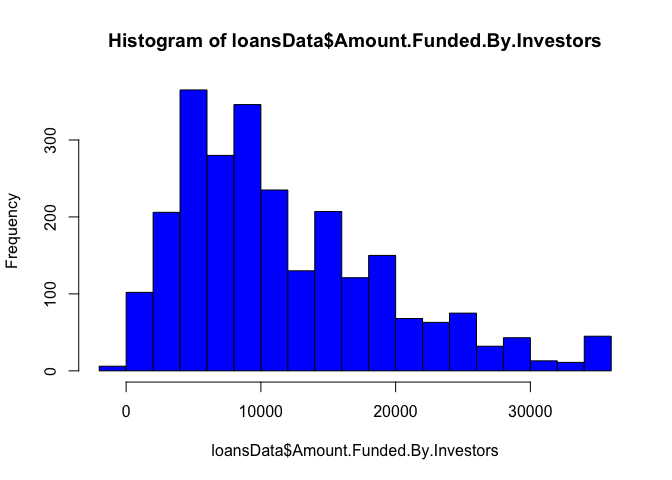 Histogram of loansData$Amount.Funded.By.Investors
Frequency
300
200
100
0
0 10000 20000 30000
loansData$Amount.Funded.By.Investors